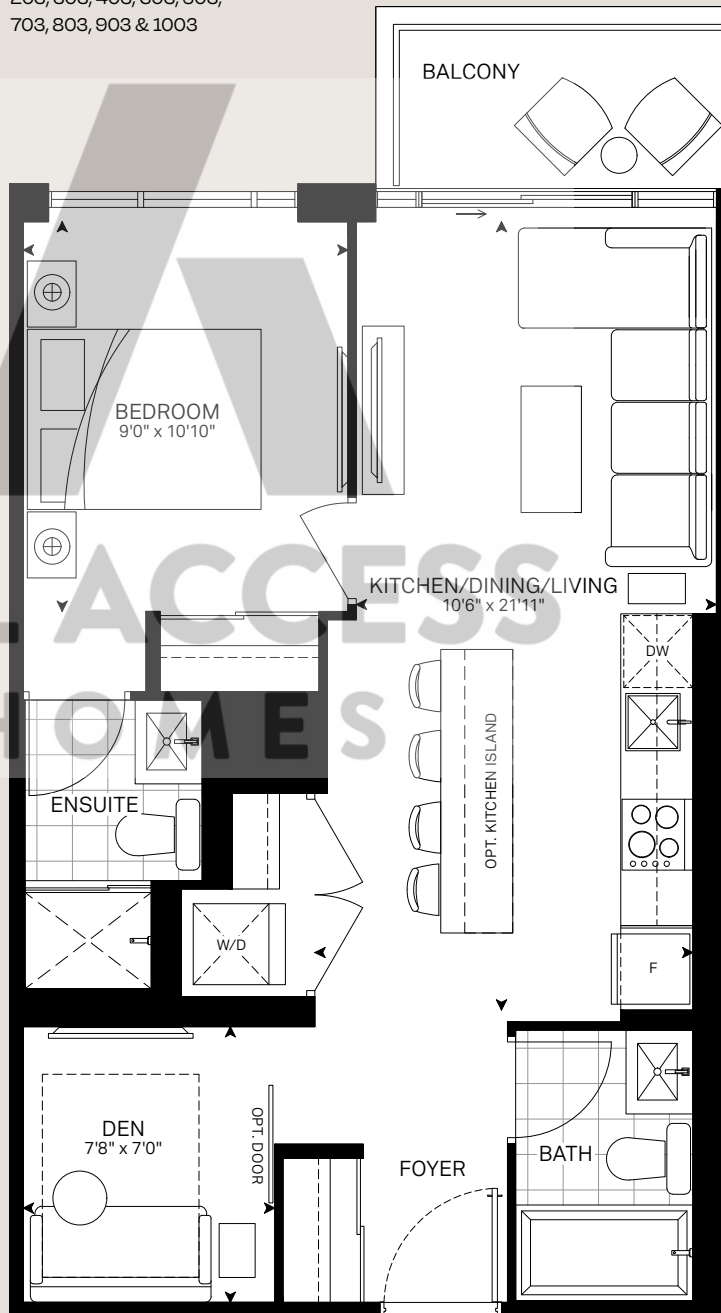 703, 803, 903 & 1003
BALCONY
BEDROOM
9'0" x 10'10"
L ACCESS
HOMES
KITCHEN/DINING/LIVING
10'6" x 21'11"
DW
OPT. KITCHEN ISLAND
ENSUITE
W/D
F
DEN
7'8" x 7'0"
OPT. DOOR
FOYER
BATH